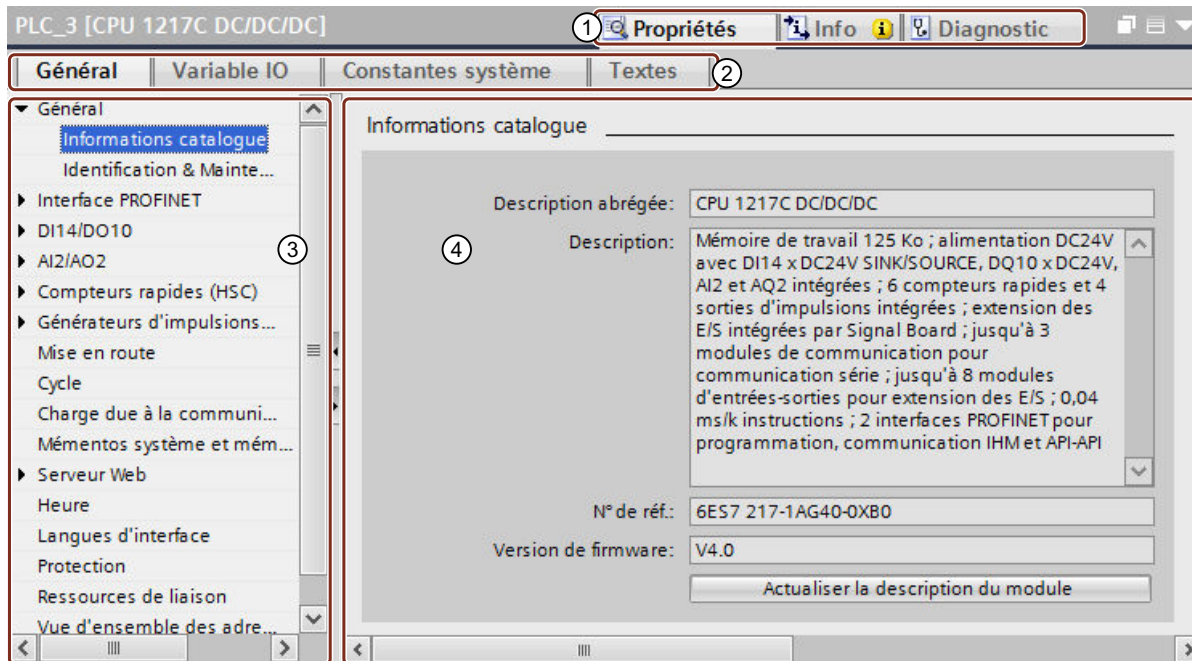 PLC_3 [CPU 1217C DC/DC/DC]
1 Propriétés Info Diagnostic
Général Variable IO Constantes système Textes 2
Général
Informations catalogue
Identification & Mainte...
Interface PROFINET
DI14/DO10
3
AI2/AO2
Compteurs rapides (HSC)
Générateurs d'impulsions...
Mise en route
Cycle
Charge due à la communi...
Mémentos système et mém...
Serveur Web
Heure
Langues d'interface
Protection
Ressources de liaison
Vue d'ensemble des adre...
Informations catalogue
4
Description abrégée: CPU 1217C DC/DC/DC
Description: Mémoire de travail 125 Ko ; alimentation DC24V
avec DI14 x DC24V SINK/SOURCE, DQ10 x DC24V,
AI2 et AQ2 intégrées ; 6 compteurs rapides et 4
sorties d'impulsions intégrées ; extension des
E/S intégrées par Signal Board ; jusqu'à 3
modules de communication pour
communication série ; jusqu'à 8 modules
d'entrées-sorties pour extension des E/S ; 0,04
ms/k instructions ; 2 interfaces PROFINET pour
programmation, communication IHM et API-API
N° de réf.: 6ES7 217-1AG40-0XB0
Version de firmware: V4.0
Actualiser la description du module